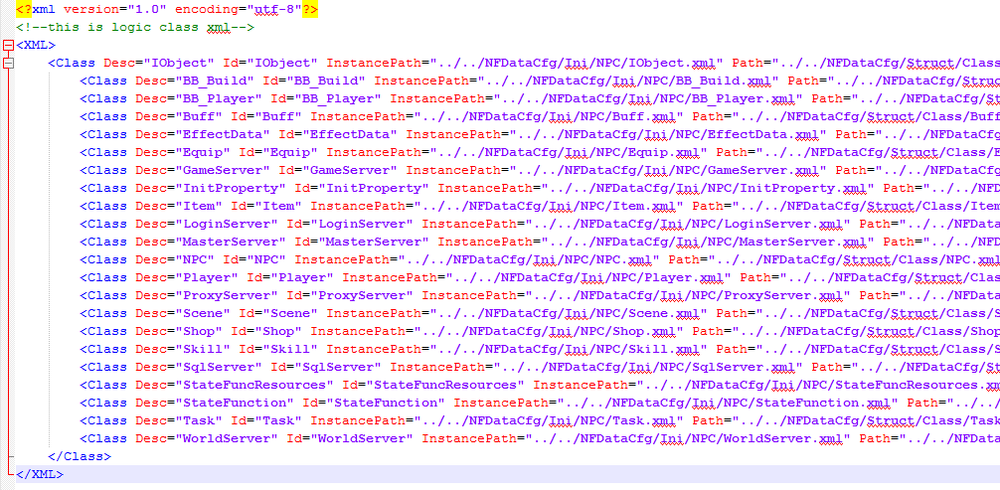 <?xml version="1.0" encoding="utf-8"?>
<!--this is logic class xml-->
<XML>
<Class Desc="IObject" Id="IObject" InstancePath="../../NFDataCfg/Ini/NPC/IObject.xml" Path="../../NFDataCfg/Struct/Class
<Class Desc="BB_Build" Id="BB_Build" InstancePath="../../NFDataCfg/Ini/NPC/BB_Build.xml" Path="../../NFDataCfg/Struc
<Class Desc="BB_Player" Id="BB_Player" InstancePath="../../NFDataCfg/Ini/NPC/BB_Player.xml" Path="../../NFDataCfg/St
<Class Desc="Buff" Id="Buff" InstancePath="../../NFDataCfg/Ini/NPC/Buff.xml" Path="../../NFDataCfg/Struct/Class/Buff
<Class Desc="EffectData" Id="EffectData" InstancePath="../../NFDataCfg/Ini/NPC/EffectData.xml" Path="../../NFDataCfg
<Class Desc="Equip" Id="Equip" InstancePath="../../NFDataCfg/Ini/NPC/Equip.xml" Path="../../NFDataCfg/Struct/Class/E
<Class Desc="GameServer" Id="GameServer" InstancePath="../../NFDataCfg/Ini/NPC/GameServer.xml" Path="../../NFDataCfg
<Class Desc="InitProperty" Id="InitProperty" InstancePath="../../NFDataCfg/Ini/NPC/InitProperty.xml" Path="../../NFD
<Class Desc="Item" Id="Item" InstancePath="../../NFDataCfg/Ini/NPC/Item.xml" Path="../../NFDataCfg/Struct/Class/Item
<Class Desc="LoginServer" Id="LoginServer" InstancePath="../../NFDataCfg/Ini/NPC/LoginServer.xml" Path="../../NFData
<Class Desc="MasterServer" Id="MasterServer" InstancePath="../../NFDataCfg/Ini/NPC/MasterServer.xml" Path="../../NFD
<Class Desc="NPC" Id="NPC" InstancePath="../../NFDataCfg/Ini/NPC/NPC.xml" Path="../../NFDataCfg/Struct/Class/NPC.xml
<Class Desc="Player" Id="Player" InstancePath="../../NFDataCfg/Ini/NPC/Player.xml" Path="../../NFDataCfg/Struct/Clas
<Class Desc="ProxyServer" Id="ProxyServer" InstancePath="../../NFDataCfg/Ini/NPC/ProxyServer.xml" Path="../../NFData
<Class Desc="Scene" Id="Scene" InstancePath="../../NFDataCfg/Ini/NPC/Scene.xml" Path="../../NFDataCfg/Struct/Class/S
<Class Desc="Shop" Id="Shop" InstancePath="../../NFDataCfg/Ini/NPC/Shop.xml" Path="../../NFDataCfg/Struct/Class/Shop
<Class Desc="Skill" Id="Skill" InstancePath="../../NFDataCfg/Ini/NPC/Skill.xml" Path="../../NFDataCfg/Struct/Class/S
<Class Desc="SqlServer" Id="SqlServer" InstancePath="../../NFDataCfg/Ini/NPC/SqlServer.xml" Path="../../NFDataCfg/St
<Class Desc="StateFuncResources" Id="StateFuncResources" InstancePath="../../NFDataCfg/Ini/NPC/StateFuncResources.xm
<Class Desc="StateFunction" Id="StateFunction" InstancePath="../../NFDataCfg/Ini/NPC/StateFunction.xml" Path="../../
<Class Desc="Task" Id="Task" InstancePath="../../NFDataCfg/Ini/NPC/Task.xml" Path="../../NFDataCfg/Struct/Class/Task
<Class Desc="WorldServer" Id="WorldServer" InstancePath="../../NFDataCfg/Ini/NPC/WorldServer.xml" Path="../../NFData
</Class>
</XML>